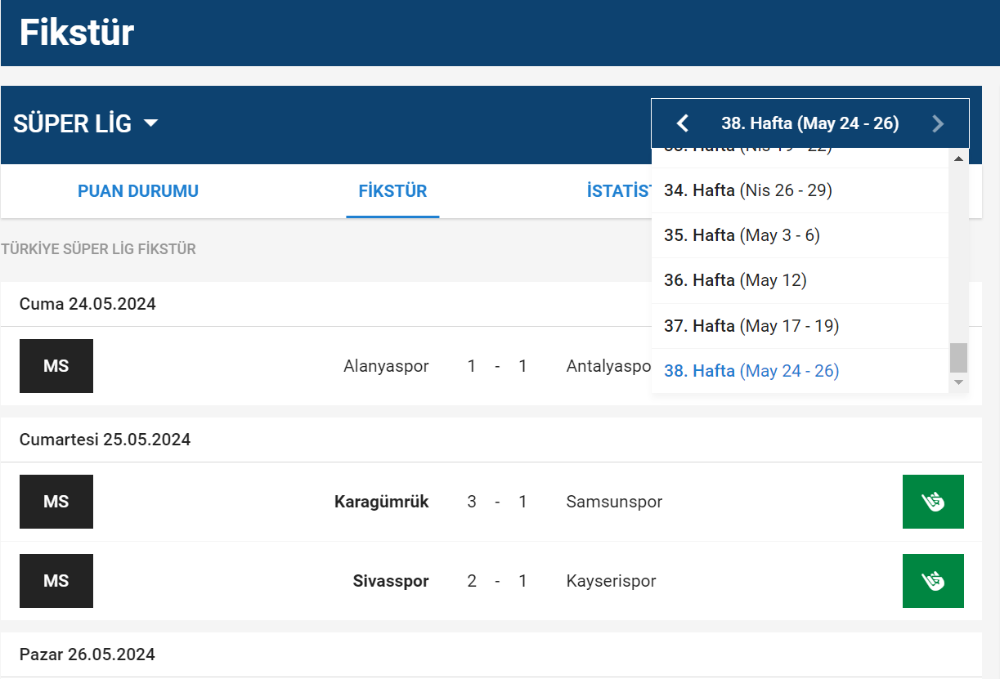 Fikstür
SÜPER LİG
38. Hafta (May 24 - 26)
33. Hafta (Nis 19 - 22)
34. Hafta (Nis 26 - 29)
35. Hafta (May 3 - 6)
36. Hafta (May 12)
37. Hafta (May 17 - 19)
38. Hafta (May 24 - 26)
PUAN DURUMU
FİKSTÜR
İSTATİST
TÜRKİYE SÜPER LİG FİKSTÜR
Cuma 24.05.2024
MS Alanyaspor 1 - 1 Antalyaspo
Cumartesi 25.05.2024
MS Karagümrük 3 - 1 Samsunspor
MS Sivasspor 2 - 1 Kayserispor
Pazar 26.05.2024